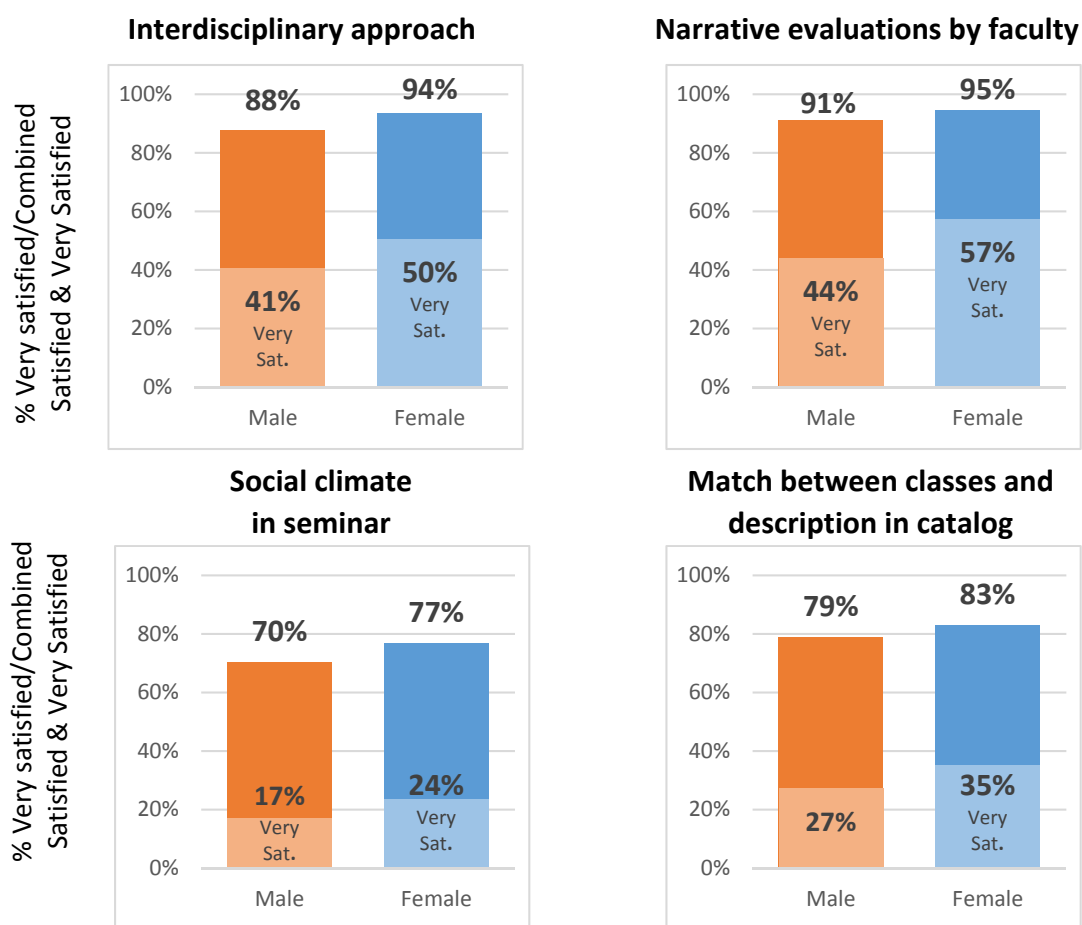 Interdisciplinary approach
% Very satisfied/Combined
Satisfied & Very Satisfied
100%
80%
60%
40%
20%
0%
88%
94%
41%
Very
Sat.
50%
Very
Sat.
Male
Female
Narrative evaluations by faculty
100%
80%
60%
40%
20%
0%
91%
95%
44%
Very
Sat.
57%
Very
Sat.
Male
Female
Social climate
in seminar
% Very satisfied/Combined
Satisfied & Very Satisfied
100%
80%
60%
40%
20%
0%
70%
77%
17%
Very
Sat.
24%
Very
Sat.
Male
Female
Match between classes and
description in catalog
100%
80%
60%
40%
20%
0%
79%
83%
27%
35%
Very
Sat.
Male
Female